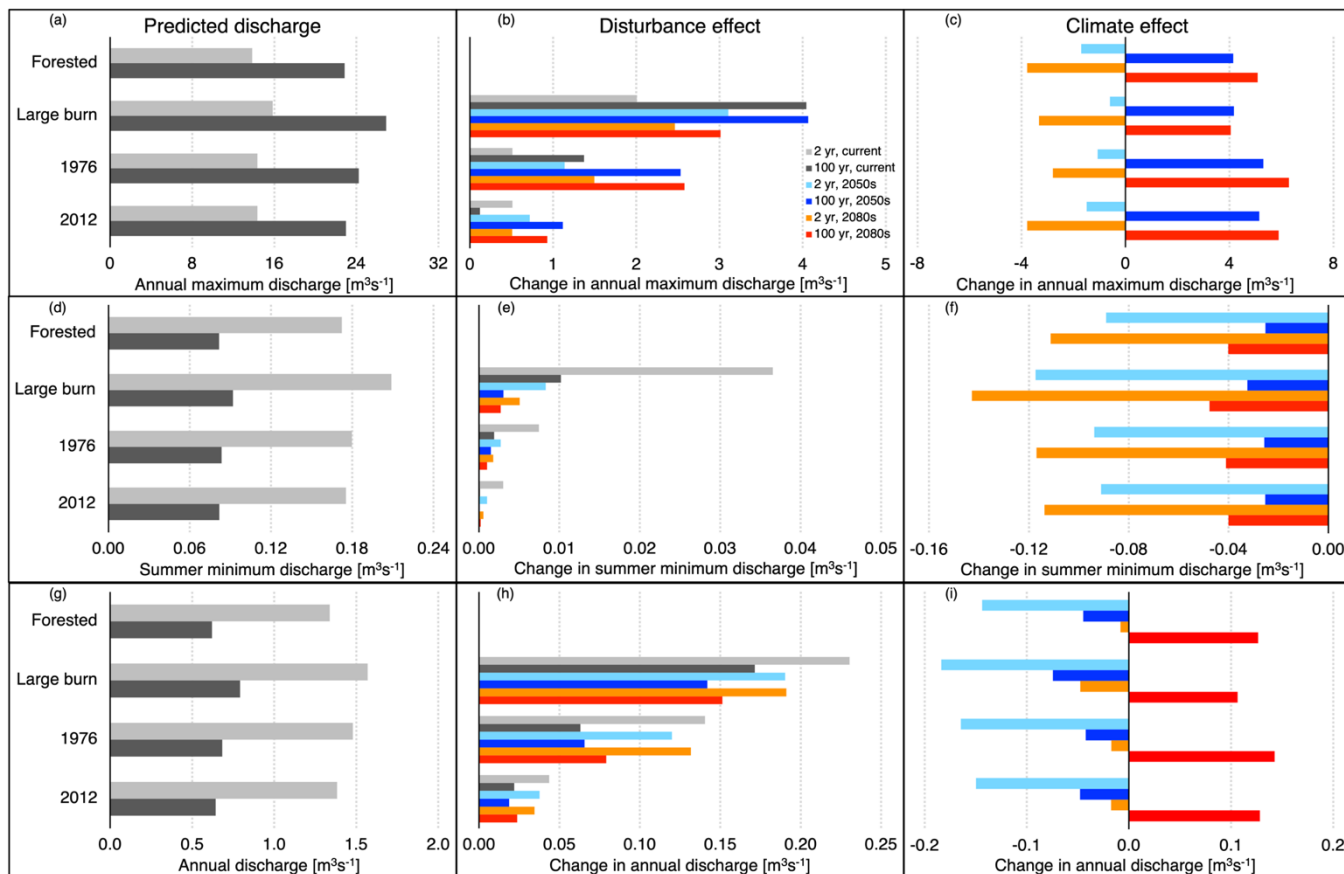 (a) Predicted discharge
Forested
Large burn
1976
2012
0 8 16 24 32
Annual maximum discharge [m³s⁻¹]
(b) Disturbance effect
2 yr, current
100 yr, current
2 yr, 2050s
100 yr, 2050s
2 yr, 2080s
100 yr, 2080s
0 1 2 3 4 5
Change in annual maximum discharge [m³s⁻¹]
(c) Climate effect
-8 -4 0 4 8
Change in annual maximum discharge [m³s⁻¹]
(d)
Forested
Large burn
1976
2012
0.00 0.06 0.12 0.18 0.24
Summer minimum discharge [m³s⁻¹]
(e)
0.00 0.01 0.02 0.03 0.04 0.05
Change in summer minimum discharge [m³s⁻¹]
(f)
-0.16 -0.12 -0.08 -0.04 0.00
Change in summer minimum discharge [m³s⁻¹]
(g)
Forested
Large burn
1976
2012
0.0 0.5 1.0 1.5 2.0
Annual discharge [m³s⁻¹]
(h)
0.00 0.05 0.10 0.15 0.20 0.25
Change in annual discharge [m³s⁻¹]
(i)
-0.2 -0.1 0.0 0.1 0.2
Change in annual discharge [m³s⁻¹]